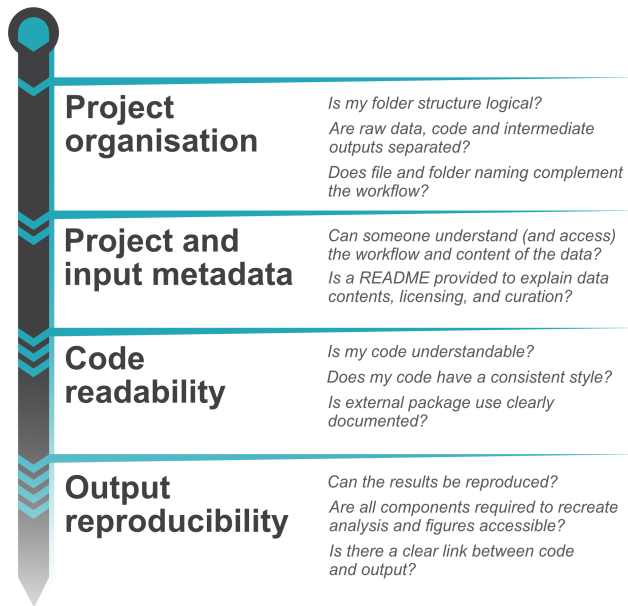 Project
organisation
Is my folder structure logical?
Are raw data, code and intermediate
outputs separated?
Does file and folder naming complement
the workflow?
Project and
input metadata
Can someone understand (and access)
the workflow and content of the data?
Is a README provided to explain data
contents, licensing, and curation?
Code
readability
Is my code understandable?
Does my code have a consistent style?
Is external package use clearly
documented?
Output
reproducibility
Can the results be reproduced?
Are all components required to recreate
analysis and figures accessible?
Is there a clear link between code
and output?